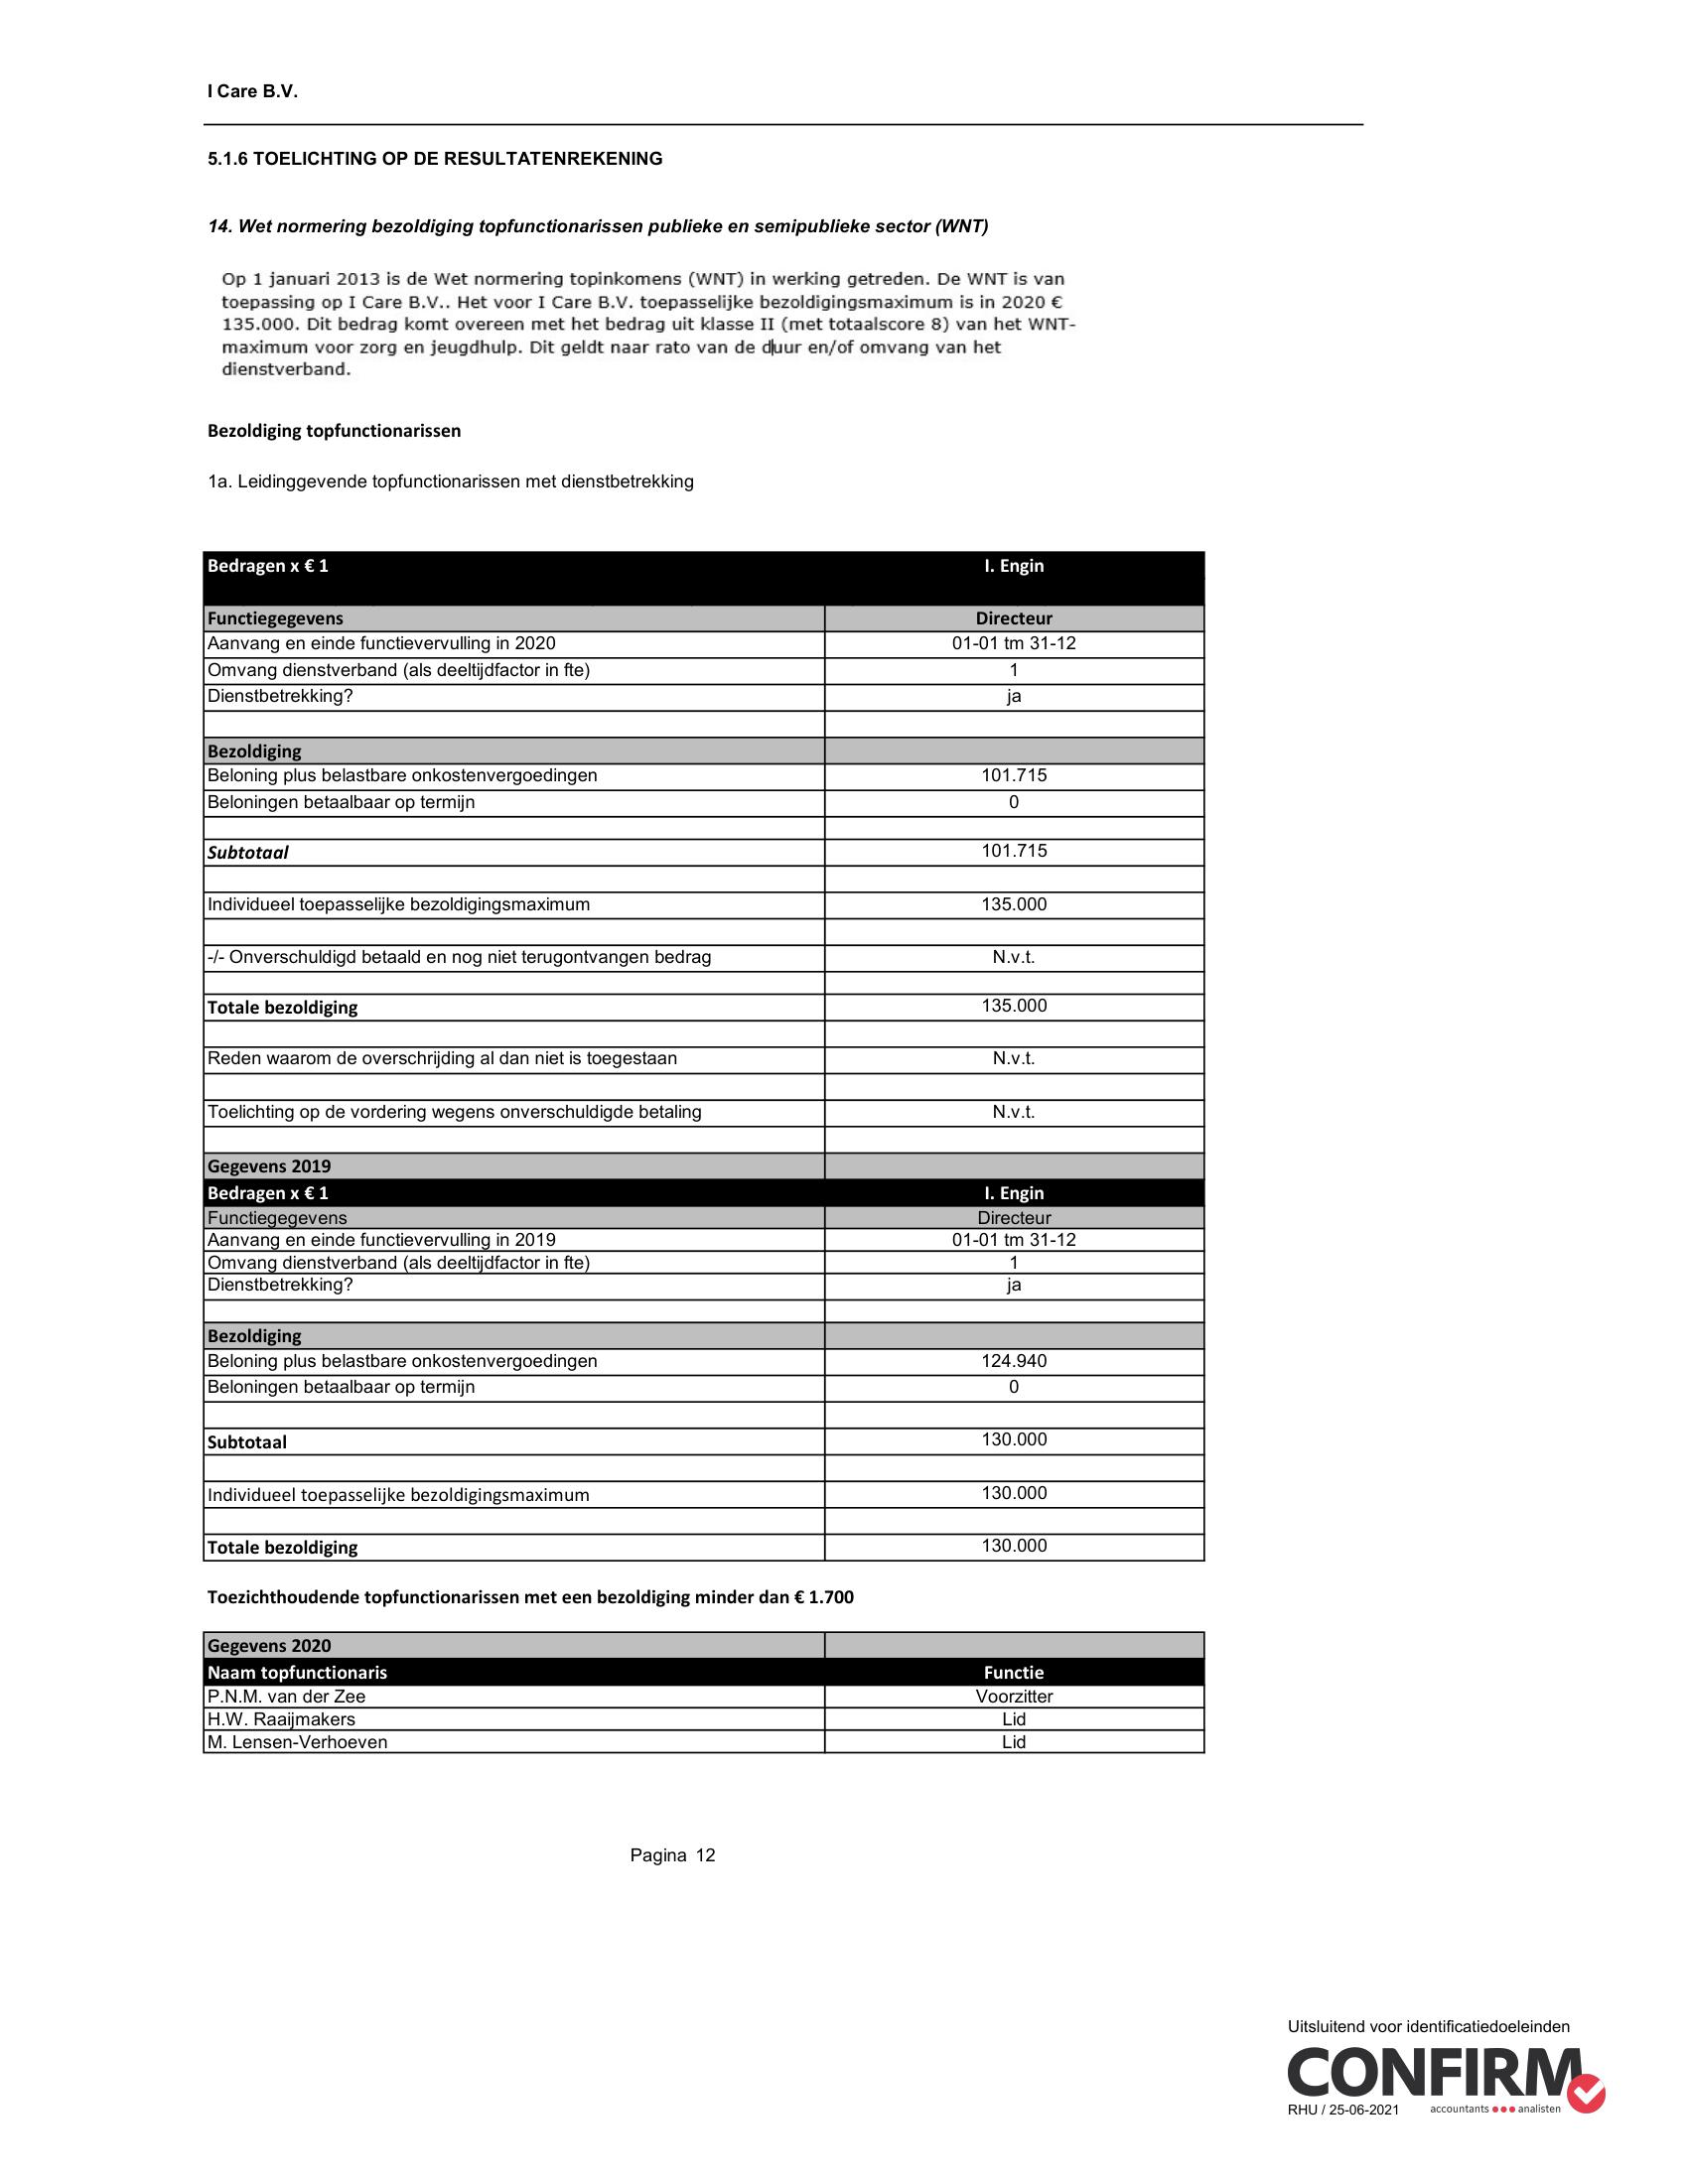 I Care B.V.
5.1.6 TOELICHTING OP DE RESULTATENREKENING
14. Wet normering bezoldiging topfunctionarissen publieke en semipublieke sector (WNT)
Op 1 januari 2013 is de Wet normering topinkomens (WNT) in werking getreden. De WNT is van
toepassing op I Care B.V.. Het voor I Care B.V. toepasselijke bezoldigingsmaximum is in 2020 €
135.000. Dit bedrag komt overeen met het bedrag uit klasse II (met totaalscore 8) van het WNT-
maximum voor zorg en jeugdhulp. Dit geldt naar rato van de duur en/of omvang van het
dienstverband.
Bezoldiging topfunctionarissen
1a. Leidinggevende topfunctionarissen met dienstbetrekking
Bedragen x € 1 I. Engin
Functiegegevens Directeur
Aanvang en einde functievervulling in 2020 01-01 tm 31-12
Omvang dienstverband (als deeltijdfactor in fte) 1
Dienstbetrekking? ja
Bezoldiging
Beloning plus belastbare onkostenvergoedingen 101.715
Beloningen betaalbaar op termijn 0
Subtotaal 101.715
Individueel toepasselijke bezoldigingsmaximum 135.000
-/- Onverschuldigd betaald en nog niet terugontvangen bedrag N.v.t.
Totale bezoldiging 135.000
Reden waarom de overschrijding al dan niet is toegestaan N.v.t.
Toelichting op de vordering wegens onverschuldigde betaling N.v.t.
Gegevens 2019
Bedragen x € 1 I. Engin
Functiegegevens Directeur
Aanvang en einde functievervulling in 2019 01-01 tm 31-12
Omvang dienstverband (als deeltijdfactor in fte) 1
Dienstbetrekking? ja
Bezoldiging
Beloning plus belastbare onkostenvergoedingen 124.940
Beloningen betaalbaar op termijn 0
Subtotaal 130.000
Individueel toepasselijke bezoldigingsmaximum 130.000
Totale bezoldiging 130.000
Toezichthoudende topfunctionarissen met een bezoldiging minder dan € 1.700
Gegevens 2020
Naam topfunctionaris Functie
P.N.M. van der Zee Voorzitter
H.W. Raaijmakers Lid
M. Lensen-Verhoeven Lid
Pagina 12
Uitsluitend voor identificatiedoeleinden
CONFIRM
RHU / 25-06-2021 accountants analisten